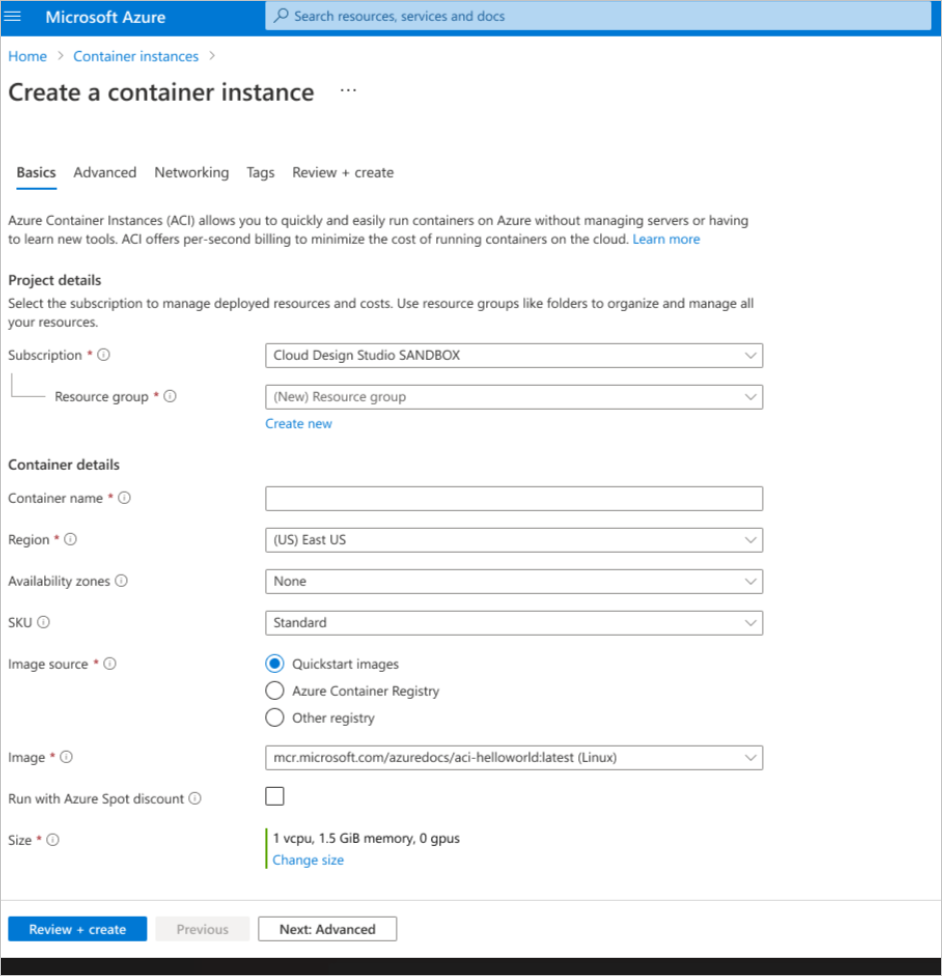 Microsoft Azure
Search resources, services and docs
Home > Container instances >
Create a container instance ...
Basics Advanced Networking Tags Review + create
Azure Container Instances (ACI) allows you to quickly and easily run containers on Azure without managing servers or having
to learn new tools. ACI offers per-second billing to minimize the cost of running containers on the cloud. Learn more
Project details
Select the subscription to manage deployed resources and costs. Use resource groups like folders to organize and manage all
your resources.
Subscription * Cloud Design Studio SANDBOX
Resource group * (New) Resource group
Create new
Container details
Container name *
Region * (US) East US
Availability zones None
SKU Standard
Image source * Quickstart images
Azure Container Registry
Other registry
Image * mcr.microsoft.com/azuredocs/aci-helloworld:latest (Linux)
Run with Azure Spot discount
Size * 1 vcpu, 1.5 GiB memory, 0 gpus
Change size
Review + create Previous Next: Advanced